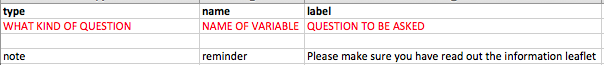 type name label
WHAT KIND OF QUESTION NAME OF VARIABLE QUESTION TO BE ASKED
note reminder Please make sure you have read out the information leaflet